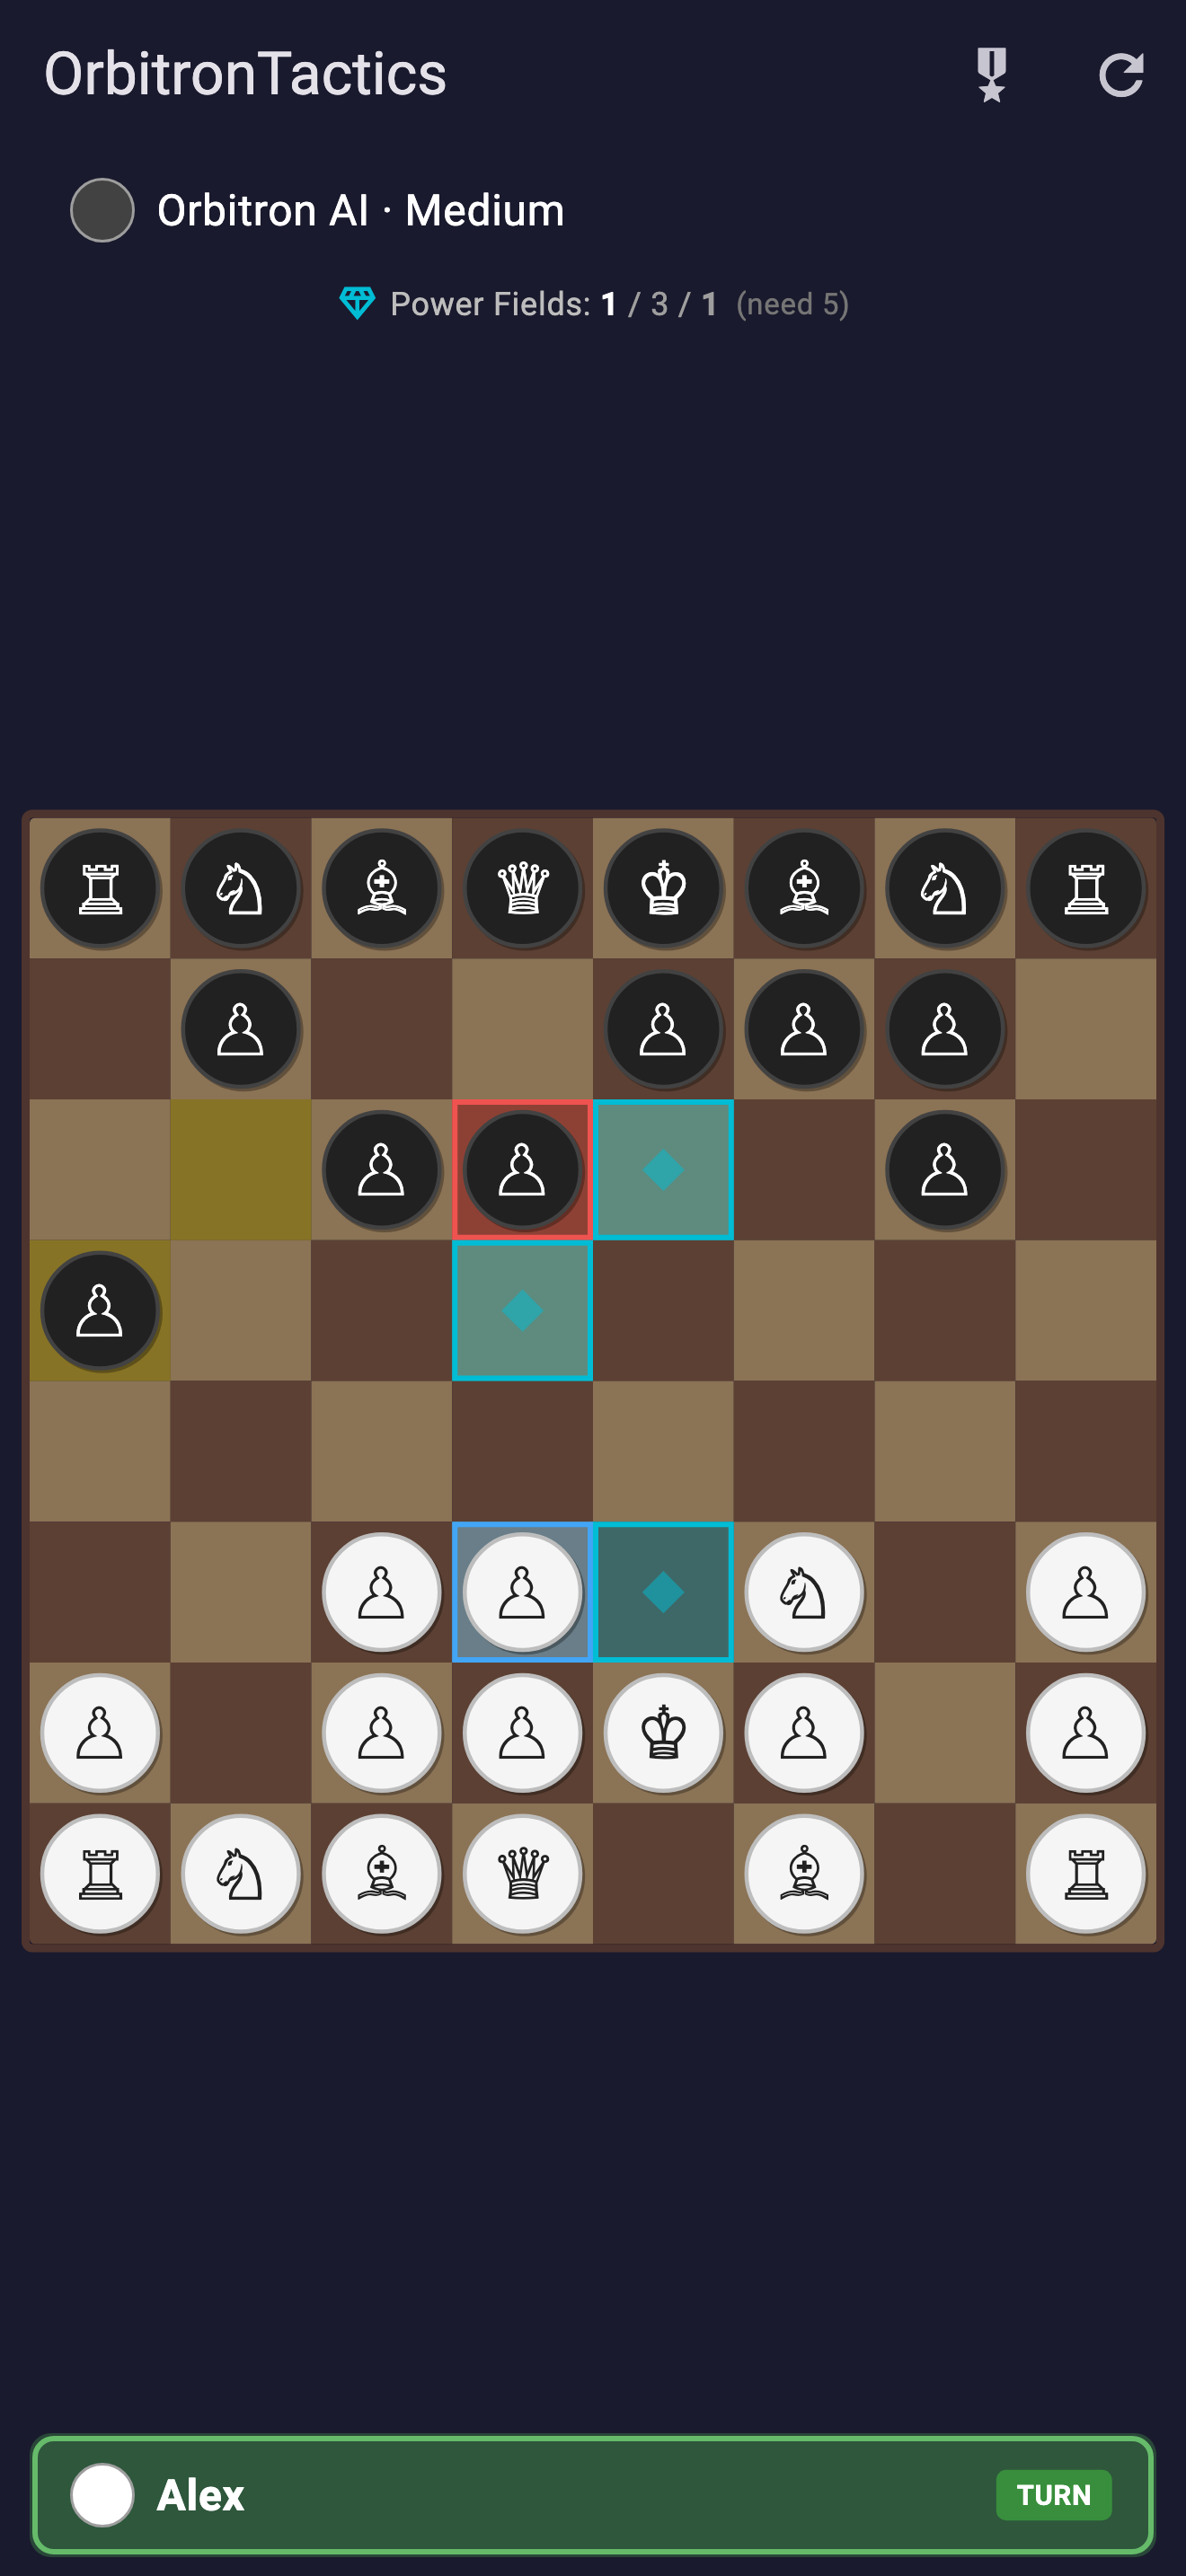 OrbitronTactics
Orbitron AI · Medium
Power Fields: 1 / 3 / 1 (need 5)
Alex
TURN